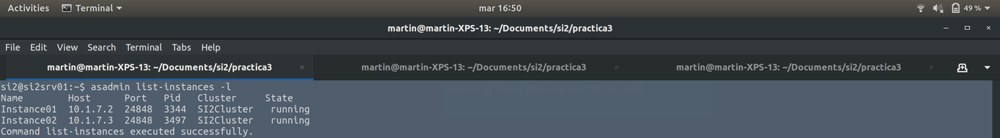 Activities Terminal mar 16:50 49 %
martin@martin-XPS-13: ~/Documents/si2/practica3
File Edit View Search Terminal Tabs Help
martin@martin-XPS-13: ~/Documents/si2/practica3 martin@martin-XPS-13: ~/Documents/si2/practica3 martin@martin-XPS-13: ~/Documents/si2/practica3
si2@si2srv01:~$ asadmin list-instances -l
Name Host Port Pid Cluster State
Instance01 10.1.7.2 24848 3344 SI2Cluster running
Instance02 10.1.7.3 24848 3497 SI2Cluster running
Command list-instances executed successfully.